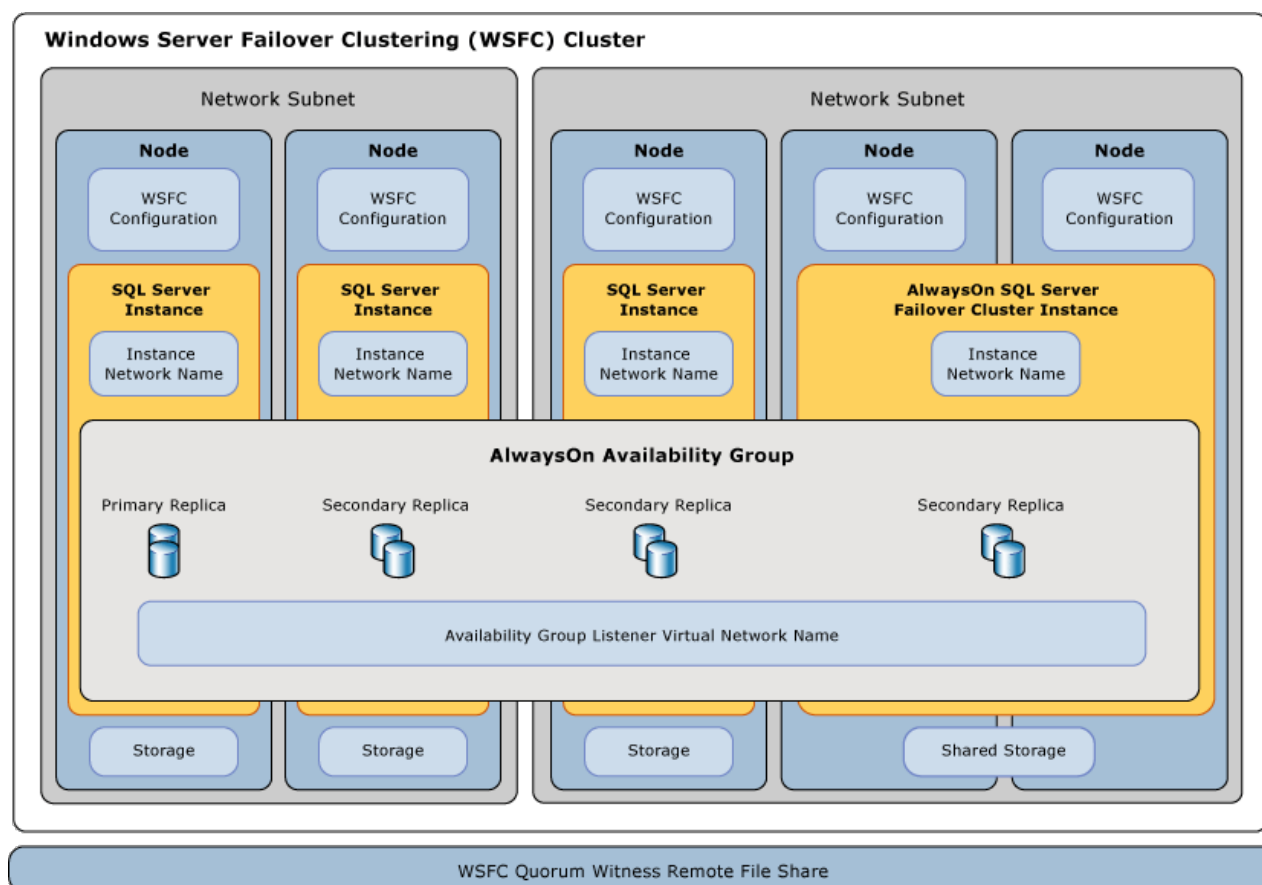 Windows Server Failover Clustering (WSFC) Cluster
Network Subnet
Network Subnet
Node
Node
Node
Node
Node
WSFC
Configuration
WSFC
Configuration
WSFC
Configuration
WSFC
Configuration
WSFC
Configuration
SQL Server
Instance
SQL Server
Instance
SQL Server
Instance
AlwaysOn SQL Server
Failover Cluster Instance
Instance
Network Name
Instance
Network Name
Instance
Network Name
Instance
Network Name
AlwaysOn Availability Group
Primary Replica
Secondary Replica
Secondary Replica
Secondary Replica
Availability Group Listener Virtual Network Name
Storage
Storage
Storage
Shared Storage
WSFC Quorum Witness Remote File Share